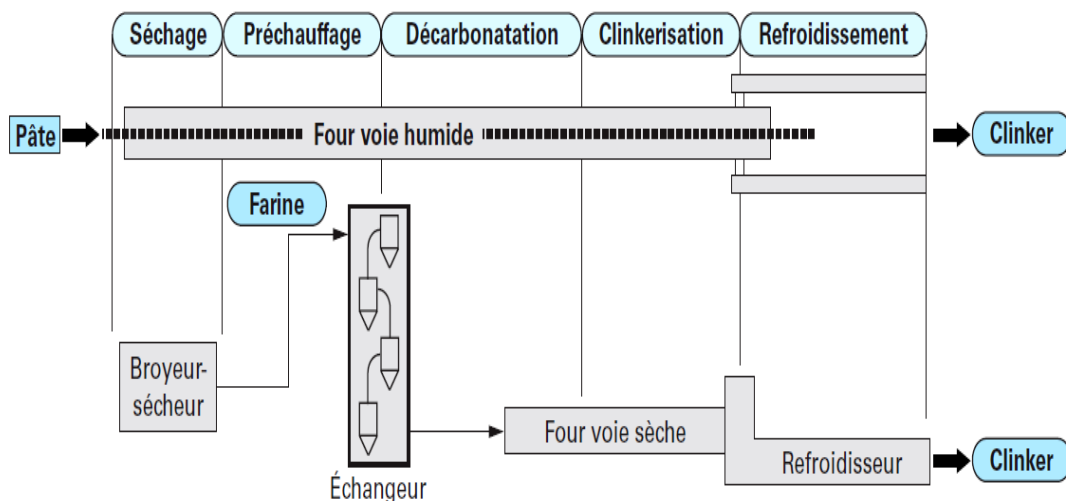 Séchage
Préchauffage
Décarbonatation
Clinkerisation
Refroidissement
Pâte
Four voie humide
Clinker
Farine
Broyeur-
sécheur
Four voie sèche
Refroidisseur
Clinker
Échangeur